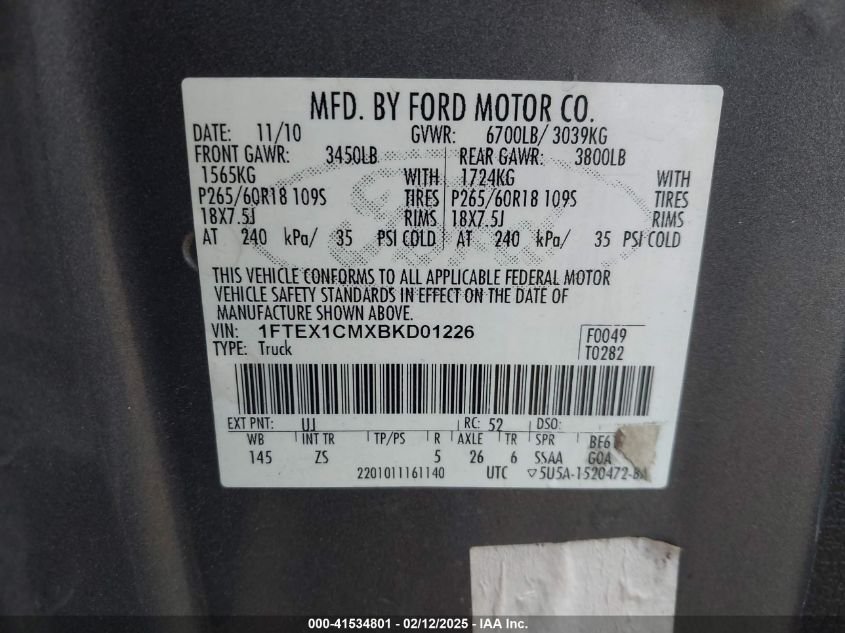 MFD. BY FORD MOTOR CO.
DATE: 11/10 GVWR: 6700LB/ 3039KG
FRONT GAWR: 3450LB REAR GAWR: 3800LB
1565KG WITH 1724KG WITH
P265/60R18 109S TIRES P265/60R18 109S TIRES
18X7.5J RIMS 18X7.5J RIMS
AT 240 kPa/ 35 PSI COLD AT 240 kPa/ 35 PSI COLD
THIS VEHICLE CONFORMS TO ALL APPLICABLE FEDERAL MOTOR
VEHICLE SAFETY STANDARDS IN EFFECT ON THE DATE OF
MANUFACTURE SHOWN ABOVE.
VIN: 1FTEX1CMXBKD01226 F0049
TYPE: Truck T0282
EXT PNT: UJ RC: 52 DSO:
WB INT TR TP/PS R AXLE TR SPR
145 ZS 5 26 6 SSAA GOA
2201011161140 UTC ▽5U5A-1520472-BA
000-41534801 - 02/12/2025 - IAA Inc.